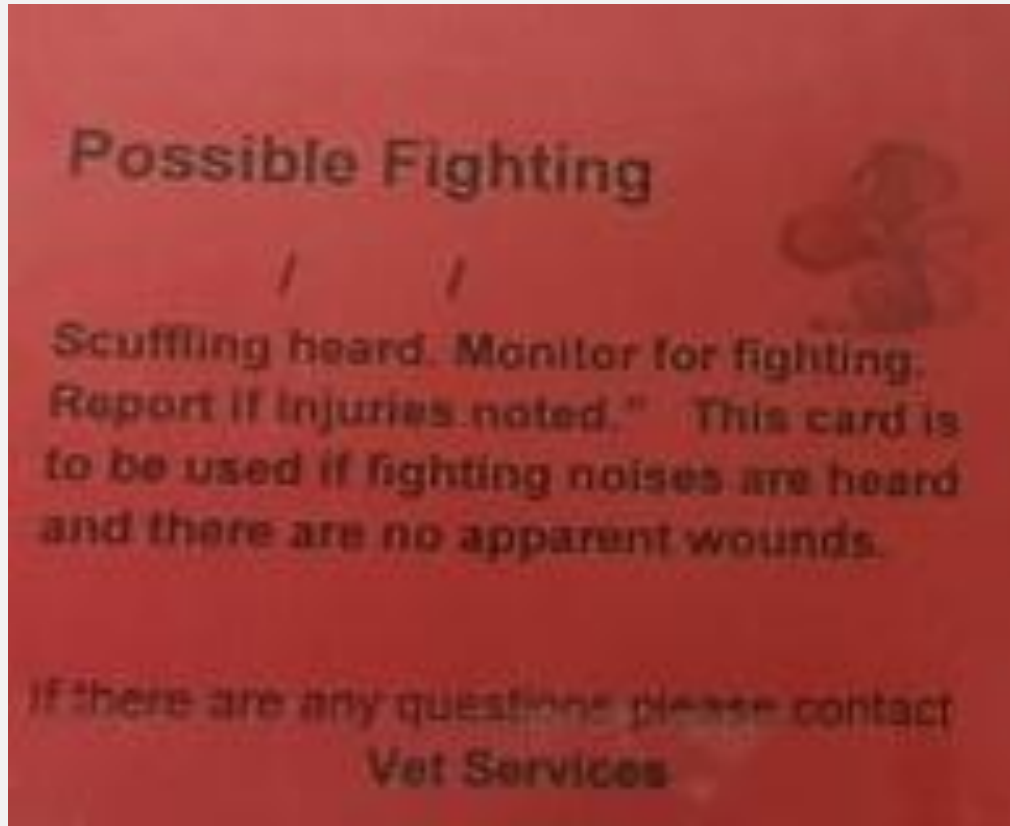 Possible Fighting
/ /
Scuffling heard. Monitor for fighting.
Report if injuries noted." This card is
to be used if fighting noises are heard
and there are no apparent wounds.
If there are any questions please contact
Vet Services